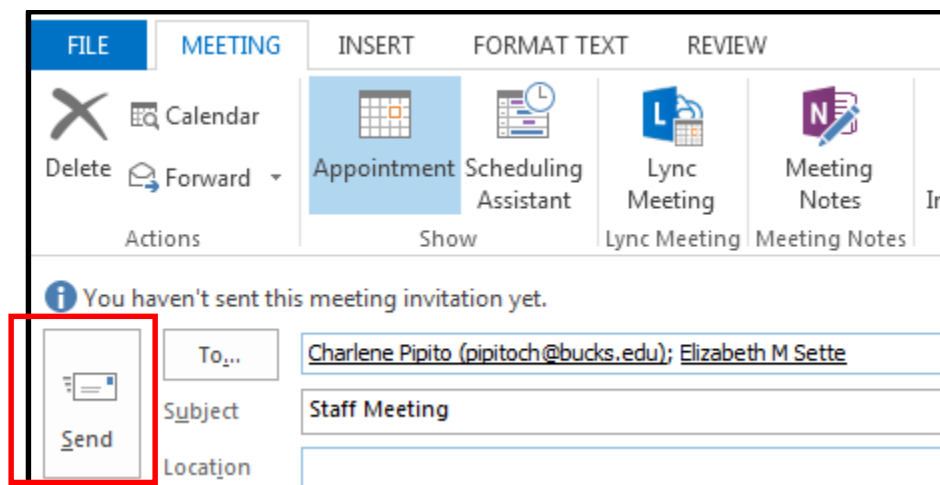 FILE MEETING INSERT FORMAT TEXT REVIEW
Calendar
Delete Forward Appointment Scheduling Assistant Lync Meeting Meeting Notes
Actions Show Lync Meeting Meeting Notes
You haven't sent this meeting invitation yet.
To... Charlene Pipito (pipitoch@bucks.edu); Elizabeth M Sette
Subject Staff Meeting
Send
Location